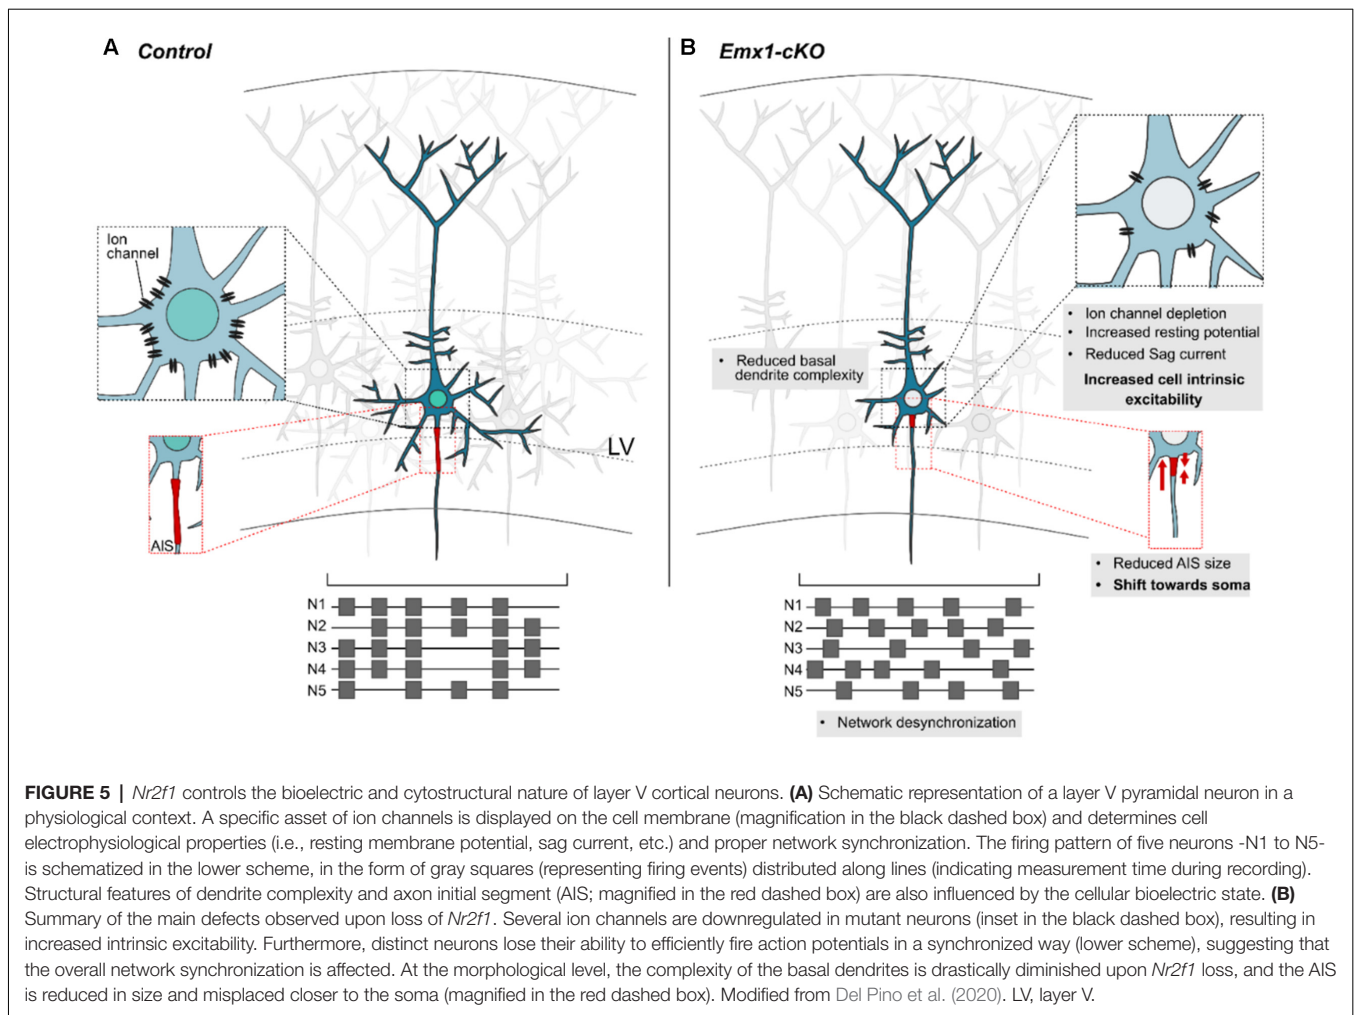 A Control
Ion
channel
AIS
LV
N1
N2
N3
N4
N5
B Emx1-cKO
• Reduced basal
dendrite complexity
• Ion channel depletion
• Increased resting potential
• Reduced Sag current
Increased cell intrinsic
excitability
• Reduced AIS size
• Shift towards soma
N1
N2
N3
N4
N5
• Network desynchronization
FIGURE 5 | Nr2f1 controls the bioelectric and cytostructural nature of layer V cortical neurons. (A) Schematic representation of a layer V pyramidal neuron in a
physiological context. A specific asset of ion channels is displayed on the cell membrane (magnification in the black dashed box) and determines cell
electrophysiological properties (i.e., resting membrane potential, sag current, etc.) and proper network synchronization. The firing pattern of five neurons -N1 to N5-
is schematized in the lower scheme, in the form of gray squares (representing firing events) distributed along lines (indicating measurement time during recording).
Structural features of dendrite complexity and axon initial segment (AIS; magnified in the red dashed box) are also influenced by the cellular bioelectric state. (B)
Summary of the main defects observed upon loss of Nr2f1. Several ion channels are downregulated in mutant neurons (inset in the black dashed box), resulting in
increased intrinsic excitability. Furthermore, distinct neurons lose their ability to efficiently fire action potentials in a synchronized way (lower scheme), suggesting that
the overall network synchronization is affected. At the morphological level, the complexity of the basal dendrites is drastically diminished upon Nr2f1 loss, and the AIS
is reduced in size and misplaced closer to the soma (magnified in the red dashed box). Modified from Del Pino et al. (2020). LV, layer V.